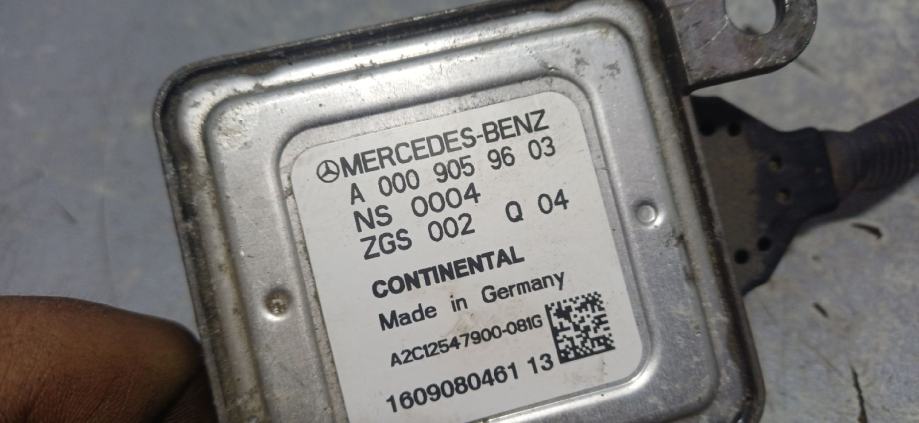 MERCEDES-BENZ
A 000 905 96 03
NS 0004
ZGS 002 Q 04
CONTINENTAL
Made in Germany
A2C12547900-081G
1609080461 13